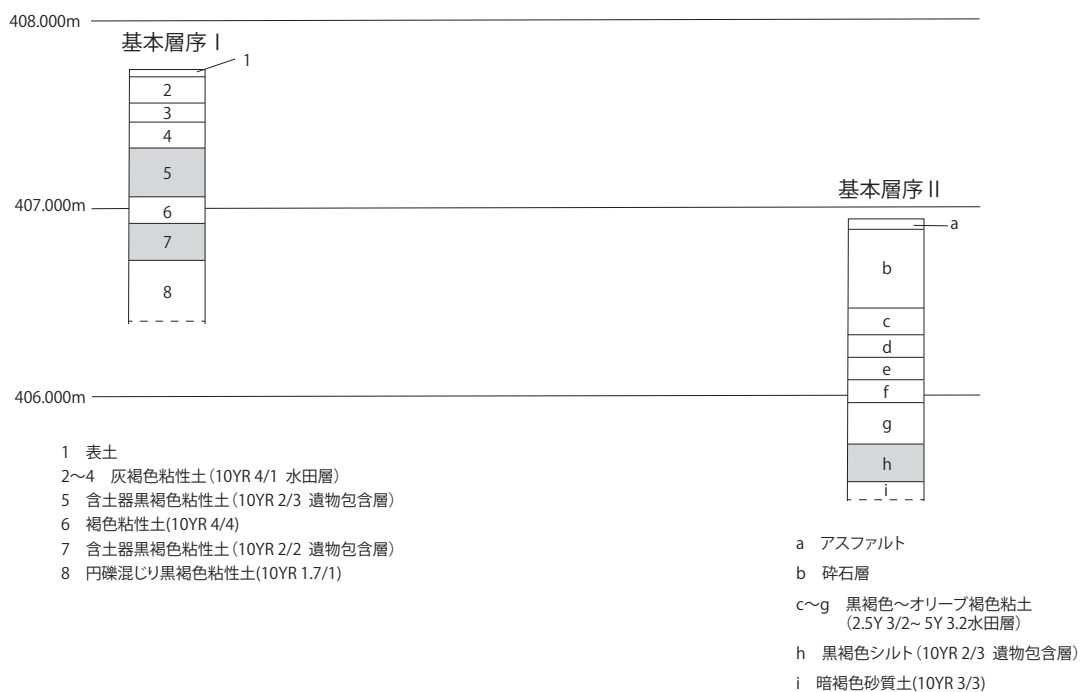 408.000m
基本層序Ⅰ
1
2
3
4
5
407.000m
6
7
8
基本層序Ⅱ
a
b
c
d
e
406.000m
f
g
h
i
1　表土
2～4　灰褐色粘性土（10YR 4/1 水田層）
5　含土器黒褐色粘性土（10YR 2/3 遺物包含層）
6　褐色粘性土(10YR 4/4)
7　含土器黒褐色粘性土（10YR 2/2 遺物包含層）
8　円礫混じり黒褐色粘性土(10YR 1.7/1)
a　アスファルト
b　砕石層
c～g　黒褐色～オリーブ褐色粘土
（2.5Y 3/2~ 5Y 3.2水田層）
h　黒褐色シルト（10YR 2/3 遺物包含層）
i　暗褐色砂質土(10YR 3/3)